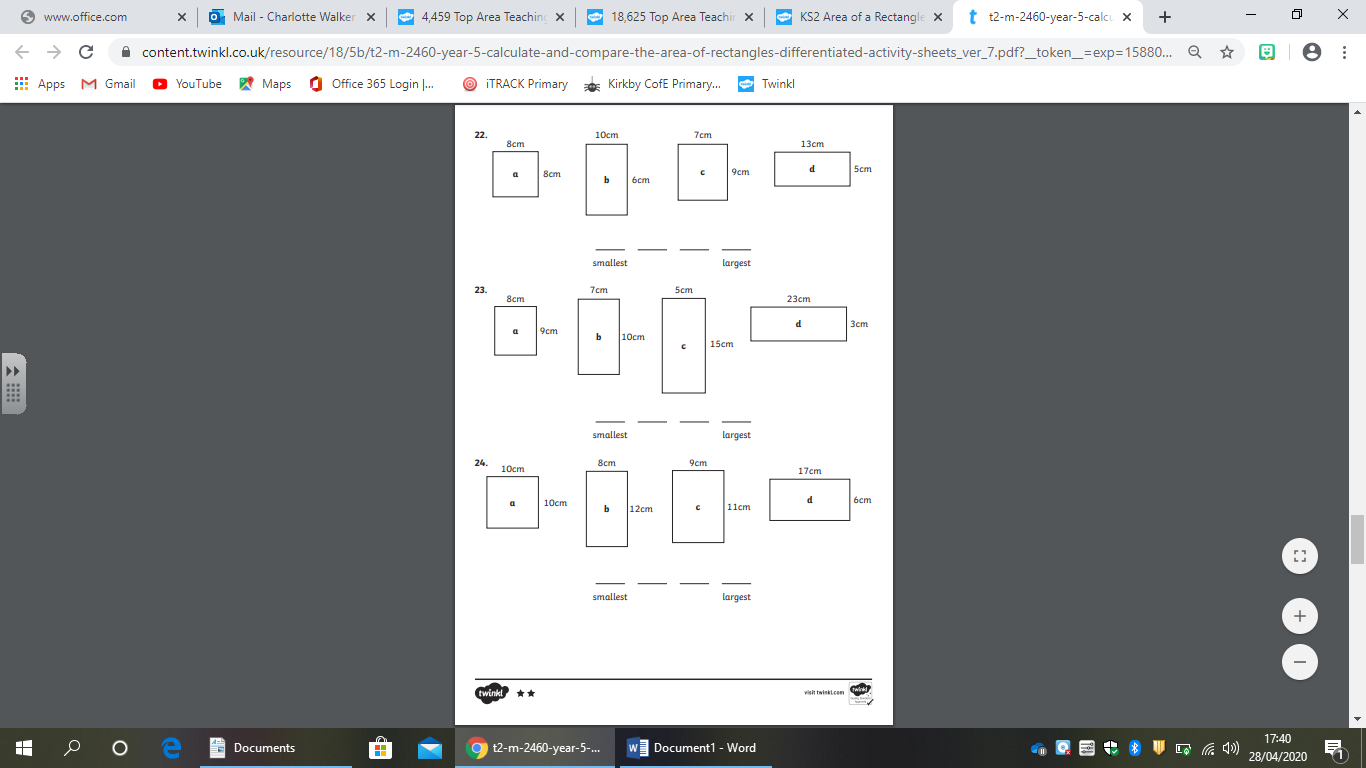 www.office.com
Mail - Charlotte Walker
4,459 Top Area Teaching
18,625 Top Area Teachin
KS2 Area of a Rectangle
t2-m-2460-year-5-calcu
content.twinkl.co.uk/resource/18/5b/t2-m-2460-year-5-calculate-and-compare-the-area-of-rectangles-differentiated-activity-sheets_ver_7.pdf?__token__=exp=15880...
Apps Gmail YouTube Maps Office 365 Login |... iTRACK Primary Kirkby CofE Primary... Twinkl
22.
8cm
a
8cm
10cm
b
6cm
7cm
c
9cm
13cm
d
5cm
smallest largest
23.
8cm
a
9cm
7cm
b
10cm
5cm
c
15cm
23cm
d
3cm
smallest largest
24.
10cm
a
10cm
8cm
b
12cm
9cm
c
11cm
17cm
d
6cm
smallest largest
twinkl
visit twinkl.com
twinkl
Documents
t2-m-2460-year-5-...
Document1 - Word
17:40
28/04/2020
1